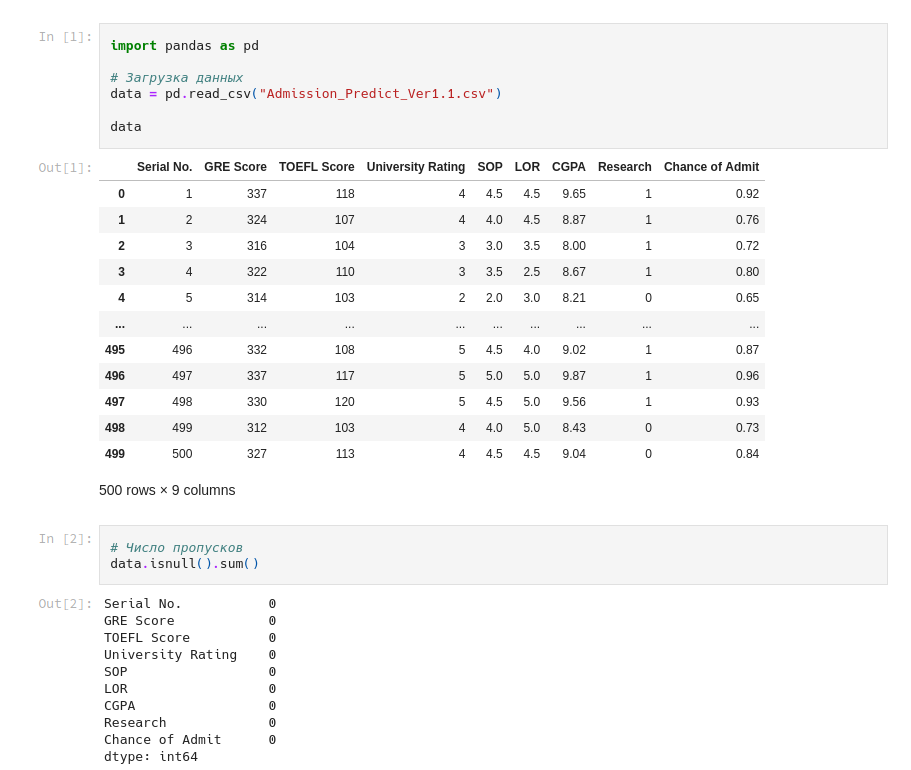 In [1]:
import pandas as pd
# Загрузка данных
data = pd.read_csv("Admission_Predict_Ver1.1.csv")
data
Out[1]:
Serial No. GRE Score TOEFL Score University Rating SOP LOR CGPA Research Chance of Admit
0 1 337 118 4 4.5 4.5 9.65 1 0.92
1 2 324 107 4 4.0 4.5 8.87 1 0.76
2 3 316 104 3 3.0 3.5 8.00 1 0.72
3 4 322 110 3 3.5 2.5 8.67 1 0.80
4 5 314 103 2 2.0 3.0 8.21 0 0.65
... ... ... ... ... ... ... ... ... ...
495 496 332 108 5 4.5 4.0 9.02 1 0.87
496 497 337 117 5 5.0 5.0 9.87 1 0.96
497 498 330 120 5 4.5 5.0 9.56 1 0.93
498 499 312 103 4 4.0 5.0 8.43 0 0.73
499 500 327 113 4 4.5 4.5 9.04 0 0.84
500 rows × 9 columns
In [2]:
# Число пропусков
data.isnull().sum()
Out[2]:
Serial No. 0
GRE Score 0
TOEFL Score 0
University Rating 0
SOP 0
LOR 0
CGPA 0
Research 0
Chance of Admit 0
dtype: int64